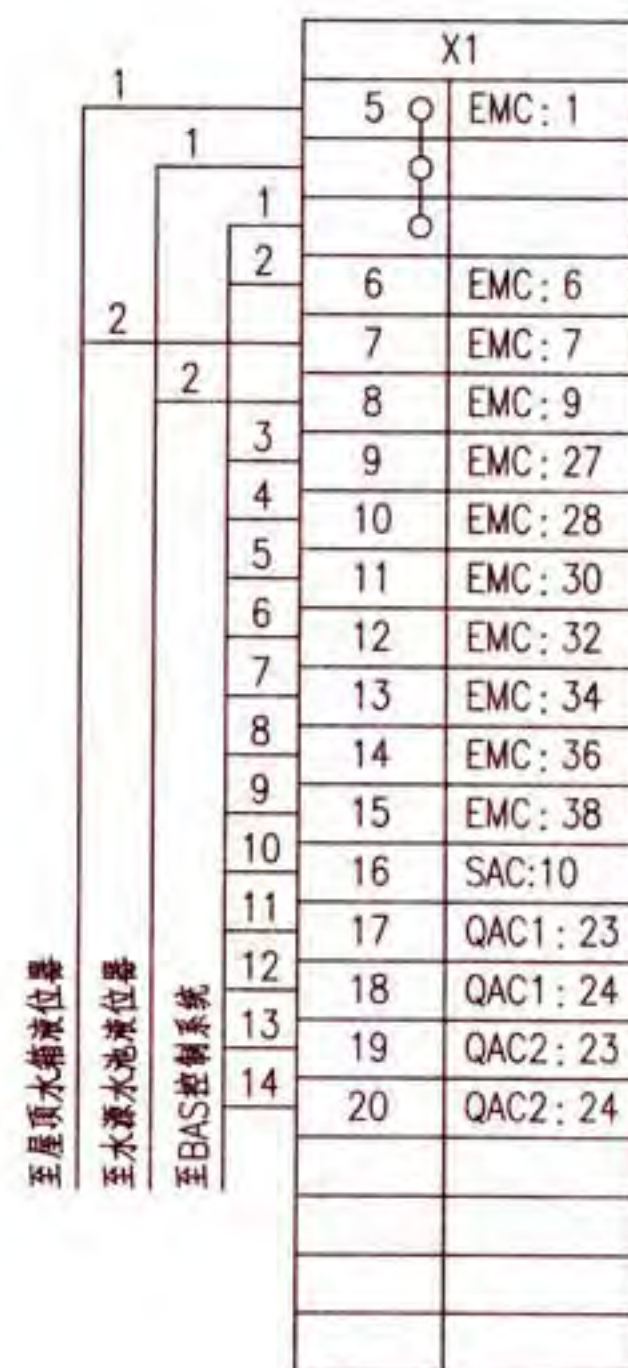 X1
1
5 EMC: 1
1
1
2
6 EMC: 6
2
7 EMC: 7
2
8 EMC: 9
3
9 EMC: 27
4
10 EMC: 28
5
11 EMC: 30
6
12 EMC: 32
7
13 EMC: 34
8
14 EMC: 36
9
15 EMC: 38
10
16 SAC:10
11
17 QAC1: 23
12
18 QAC1: 24
13
19 QAC2: 23
14
20 QAC2: 24
至屋顶水箱液位器
至水源水池液位器
至BAS控制系统